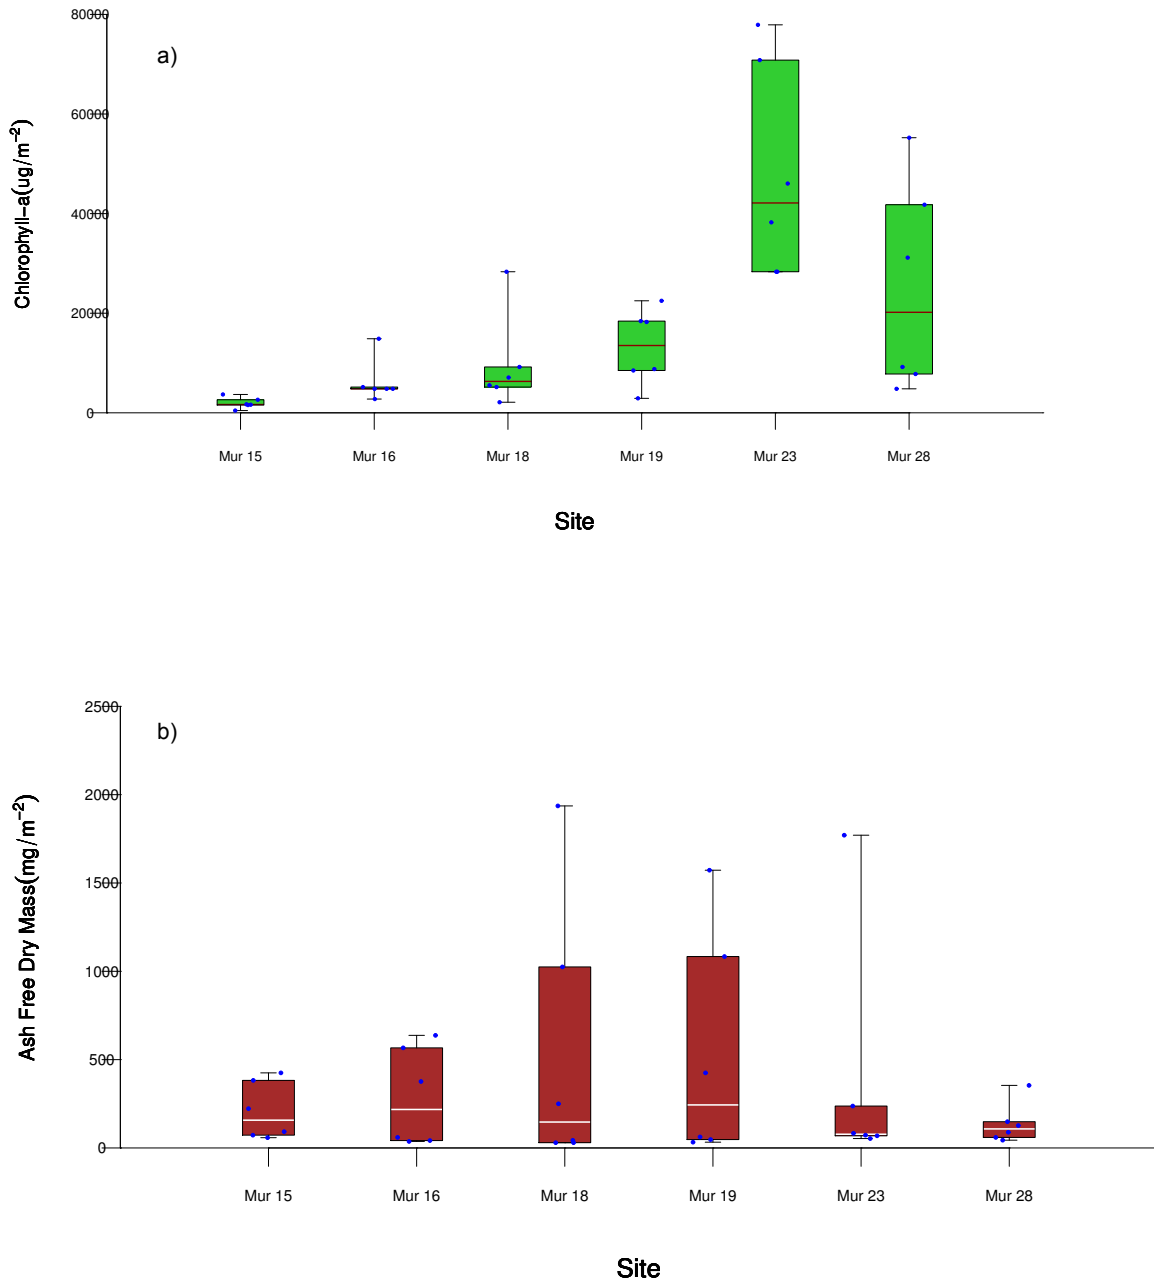 80000
a)
60000
40000
20000
0
Chlorophyll-a(ug/m⁻²)
Mur 15 Mur 16 Mur 18 Mur 19 Mur 23 Mur 28
Site
2500
b)
2000
1500
1000
500
0
Ash Free Dry Mass(mg/m⁻²)
Mur 15 Mur 16 Mur 18 Mur 19 Mur 23 Mur 28
Site